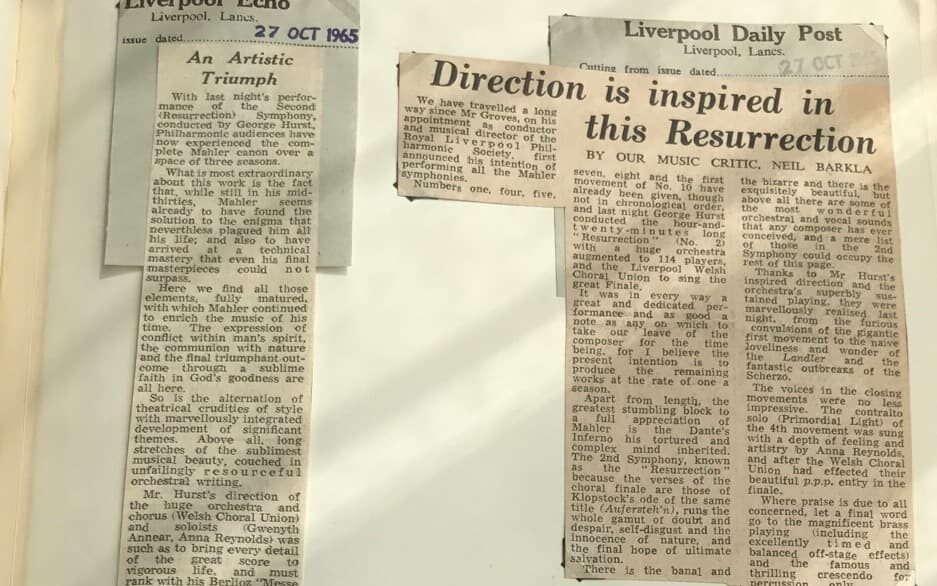 Liverpool Echo
Liverpool, Lancs.
issue dated
27 OCT 1965
An Artistic
Triumph
With last night's perfor-
mance of the Second
(Resurrection) Symphony,
conducted by George Hurst,
Philharmonic audiences have
now experienced the com-
plete Mahler canon over a
space of three seasons.
What is most extraordinary
about this work is the fact
that, while still in his mid-
thirties, Mahler seems
already to have found the
solution to the enigma that
neverthless plagued him all
his life; and also to have
arrived at a technical
mastery that even his final
masterpieces could not
surpass.
Here we find all those
elements, fully matured,
with which Mahler continued
to enrich the music of his
time. The expression of
conflict within man's spirit,
the communion with nature
and the final triumphant out-
come through a sublime
faith in God's goodness are
all here.
So is the alternation of
theatrical crudities of style
with marvellously integrated
development of significant
themes. Above all, long
stretches of the sublimest
musical beauty, couched in
unfailingly resourceful
orchestral writing.
Mr. Hurst's direction of
the huge orchestra and
chorus (Welsh Choral Union)
and soloists (Gwenyth
Annear, Anna Reynolds) was
such as to bring every detail
of the great score to
vigorous life, and must
rank with his Berlioz "Messe
Liverpool Daily Post
Liverpool, Lancs.
Cutting from issue dated
27 OCT
Direction is inspired in
this Resurrection
BY OUR MUSIC CRITIC, NEIL BARKLA
We have travelled a long
way since Mr Groves, on his
appointment as conductor
and musical director of the
Royal Liverpool Phil-
harmonic Society, first
announced his intention of
performing all the Mahler
symphonies.
Numbers one, four, five,
seven, eight and the first
movement of No. 10 have
already been given, though
not in chronological order,
and last night George Hurst
conducted the hour-and-
twenty-minutes long
"Resurrection" (No. 2)
with a huge orchestra
augmented to 114 players,
and the Liverpool Welsh
Choral Union to sing the
great Finale.
It was in every way a
great and dedicated per-
formance and as good a
note as any on which to
take our leave of the
composer for the time
being, for I believe the
present intention is to
produce the remaining
works at the rate of one a
season.
Apart from length, the
greatest stumbling block to
a full appreciation of
Mahler is the Dante's
Inferno his tortured and
complex mind inherited.
The 2nd Symphony, known
as the "Resurrection"
because the verses of the
choral finale are those of
Klopstock's ode of the same
title (Aufersteh'n), runs the
whole gamut of doubt and
despair, self-disgust and the
innocence of nature, and
the final hope of ultimate
salvation.
There is the banal and
the bizarre and there is the
exquisitely beautiful, but
above all there are some of
the most wonderful
orchestral and vocal sounds
that any composer has ever
conceived, and a mere list
of those in the 2nd
Symphony could occupy the
rest of this page.
Thanks to Mr Hurst's
inspired direction and the
orchestra's superbly sus-
tained playing, they were
marvellously realised last
night, from the furious
convulsions of the gigantic
first movement to the naive
loveliness and wonder of
the Landler and the
fantastic outbreaks of the
Scherzo.
The voices in the closing
movements were no less
impressive. The contralto
solo (Primordial Light) of
the 4th movement was sung
with a depth of feeling and
artistry by Anna Reynolds,
and after the Welsh Choral
Union had effected their
beautiful p.p.p. entry in the
finale.
Where praise is due to all
concerned, let a final word
go to the magnificent brass
playing (including the
excellently timed and
balanced off-stage effects)
and the famous and
thrilling crescendo for
percussion only